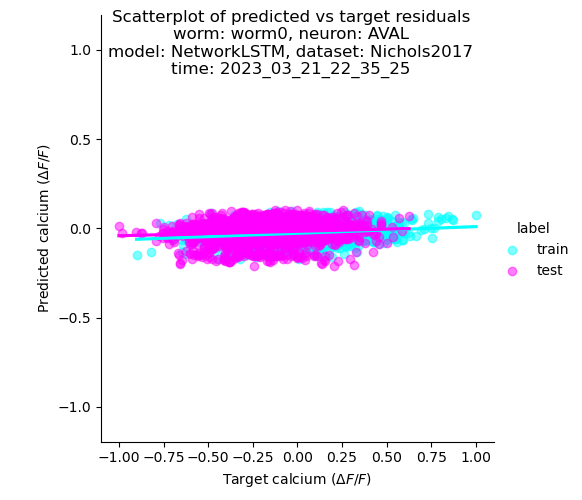 Scatterplot of predicted vs target residuals
worm: worm0, neuron: AVAL
model: NetworkLSTM, dataset: Nichols2017
time: 2023_03_21_22_35_25
1.0
0.5
0.0
−0.5
−1.0
Predicted calcium (ΔF/F)
label
train
test
−1.00 −0.75 −0.50 −0.25 0.00 0.25 0.50 0.75 1.00
Target calcium (ΔF/F)